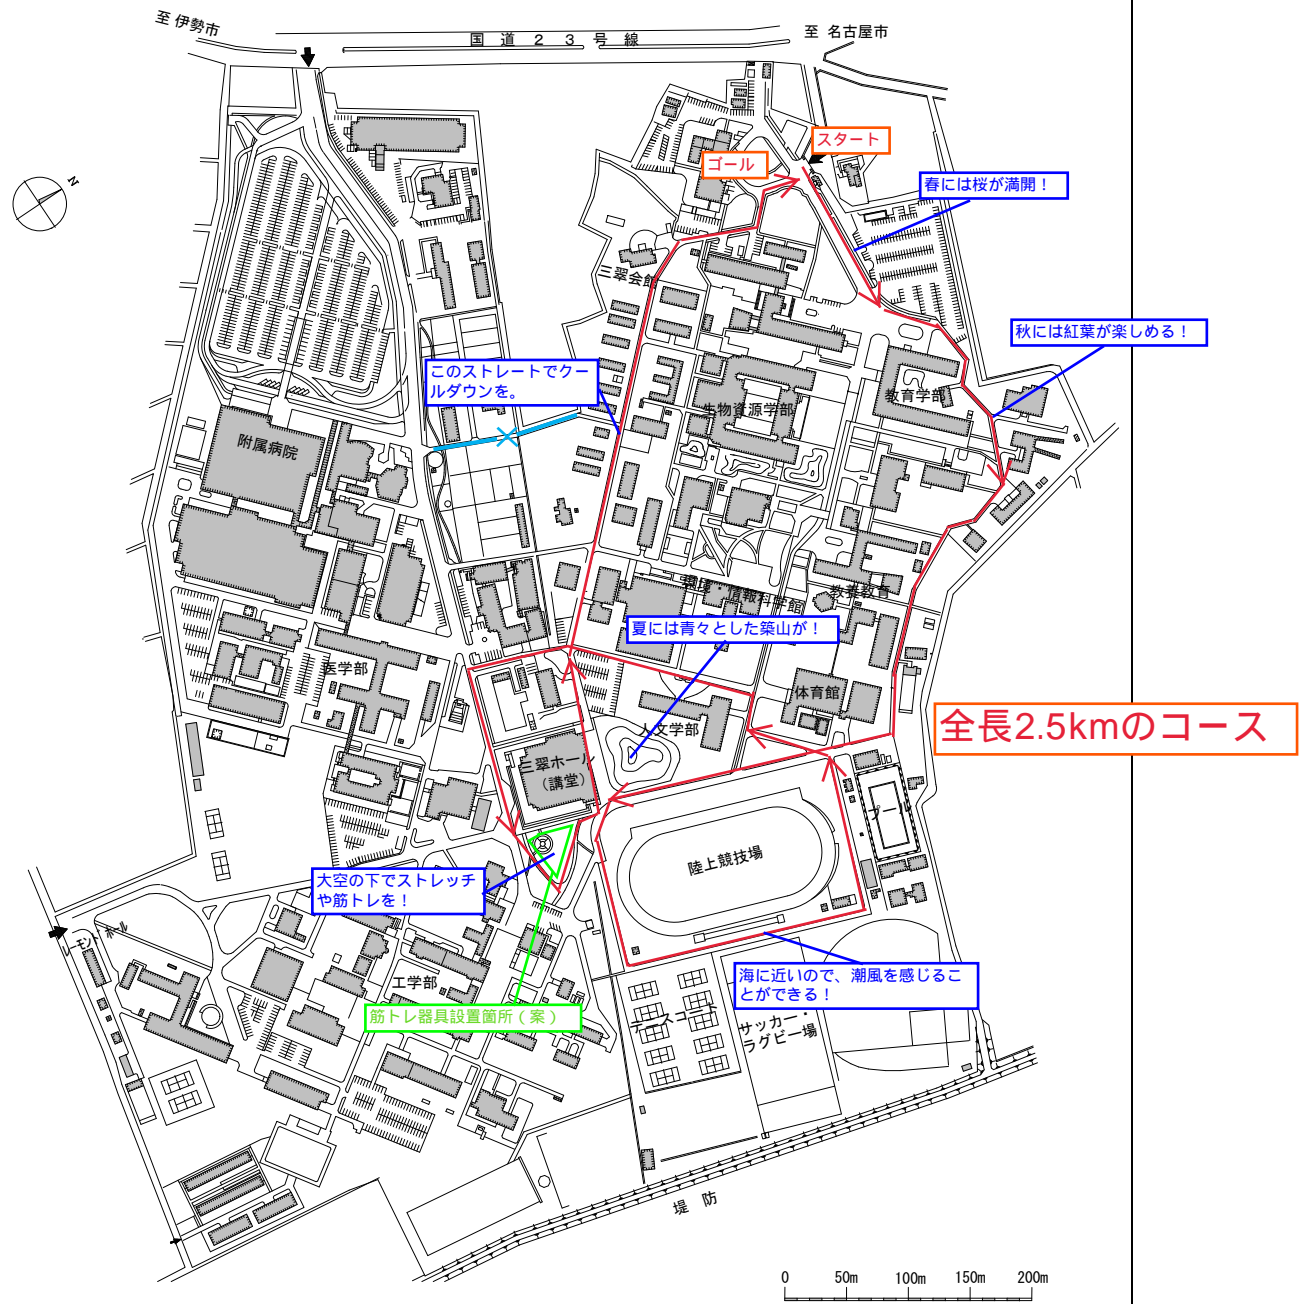 至 伊勢市
国道23号線
至 名古屋市
N
スタート
ゴール
春には桜が満開！
三翠会館
秋には紅葉が楽しめる！
このストレートでクー
ルダウンを。
教育学部
生物資源学部
附属病院
環境・情報科学館
教養教育
夏には青々とした築山が！
医学部
体育館
人文学部
全長2.5kmのコース
三翠ホール
（講堂）
プール
陸上競技場
大空の下でストレッチ
や筋トレを！
レーモンド ホール
工学部
海に近いので、潮風を感じるこ
とができる！
筋トレ器具設置箇所（案）
テニスコート
サッカー・
ラグビー場
堤 防
0 50m 100m 150m 200m